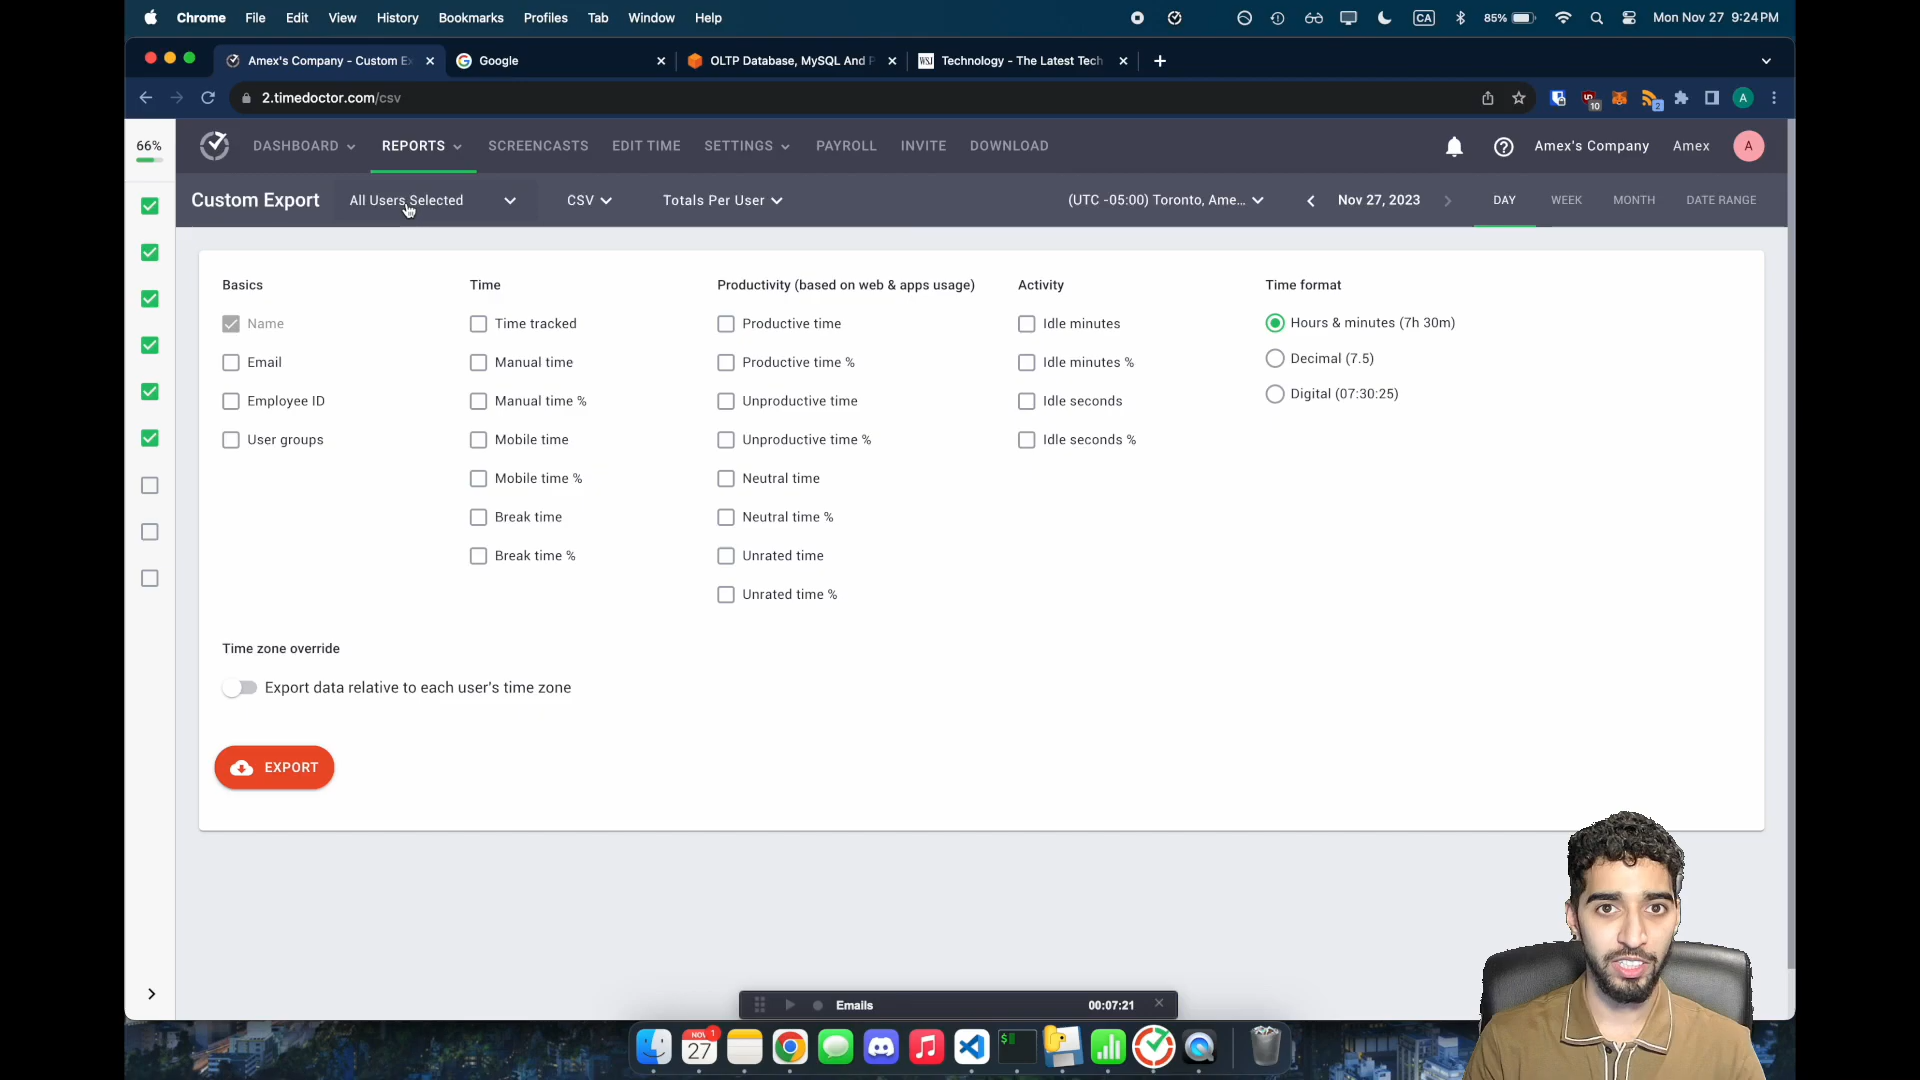 Chrome File Edit View History Bookmarks Profiles Tab Window Help CA 85% Mon Nov 27 9:24 PM
Amex's Company - Custom Ex Google OLTP Database, MySQL And P WSJ Technology - The Latest Tech
2.timedoctor.com/csv 10 2 A
66% DASHBOARD REPORTS SCREENCASTS EDIT TIME SETTINGS PAYROLL INVITE DOWNLOAD Amex's Company Amex A
Custom Export All Users Selected CSV Totals Per User (UTC -05:00) Toronto, Ame... Nov 27, 2023 DAY WEEK MONTH DATE RANGE
Basics Time Productivity (based on web & apps usage) Activity Time format
Name Time tracked Productive time Idle minutes Hours & minutes (7h 30m)
Email Manual time Productive time % Idle minutes % Decimal (7.5)
Employee ID Manual time % Unproductive time Idle seconds Digital (07:30:25)
User groups Mobile time Unproductive time % Idle seconds %
Mobile time % Neutral time
Break time Neutral time %
Break time % Unrated time
Unrated time %
Time zone override
Export data relative to each user's time zone
EXPORT
Emails 00:07:21
NOV 1
27 $